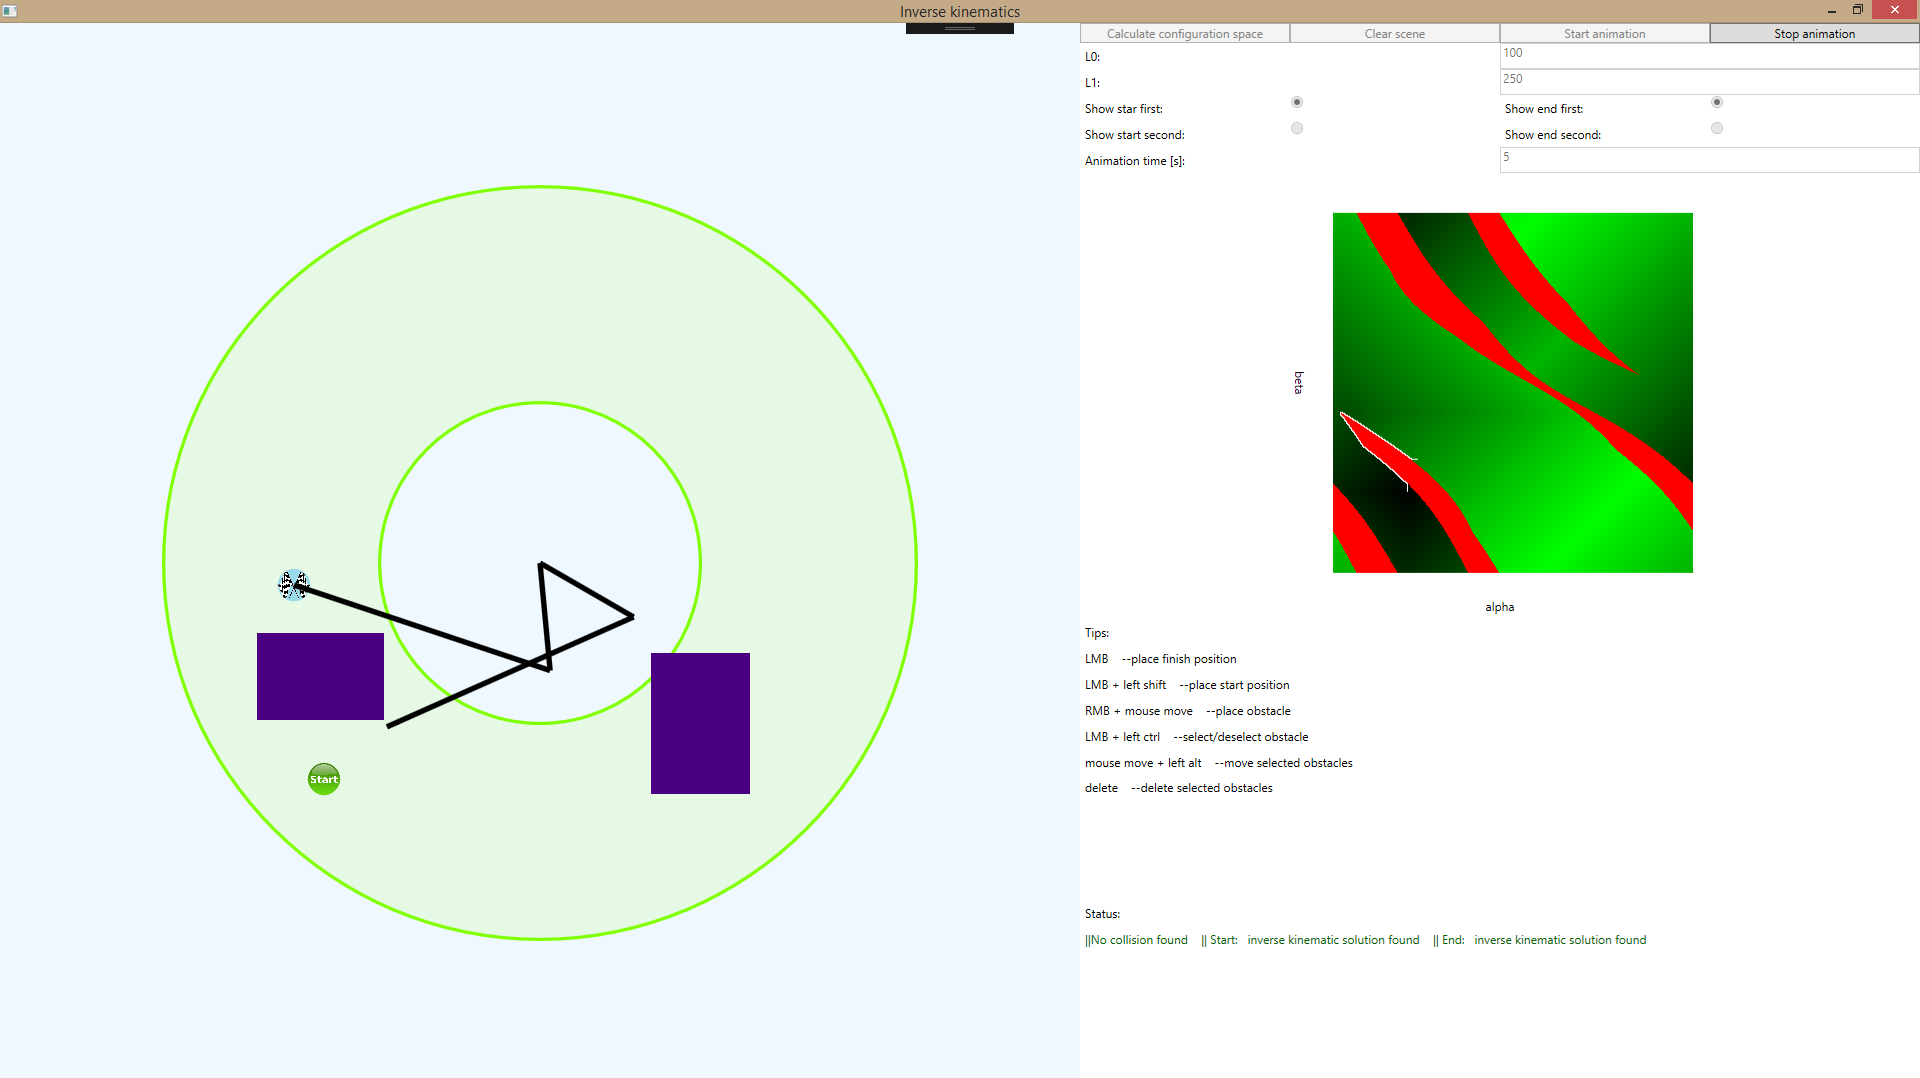 Inverse kinematics
Calculate configuration space
Clear scene
Start animation
Stop animation
L0:
100
L1:
250
Show star first:
Show end first:
Show start second:
Show end second:
Animation time [s]:
5
beta
alpha
Start
Tips:
LMB --place finish position
LMB + left shift --place start position
RMB + mouse move --place obstacle
LMB + left ctrl --select/deselect obstacle
mouse move + left alt --move selected obstacles
delete --delete selected obstacles
Status:
||No collision found || Start: inverse kinematic solution found || End: inverse kinematic solution found